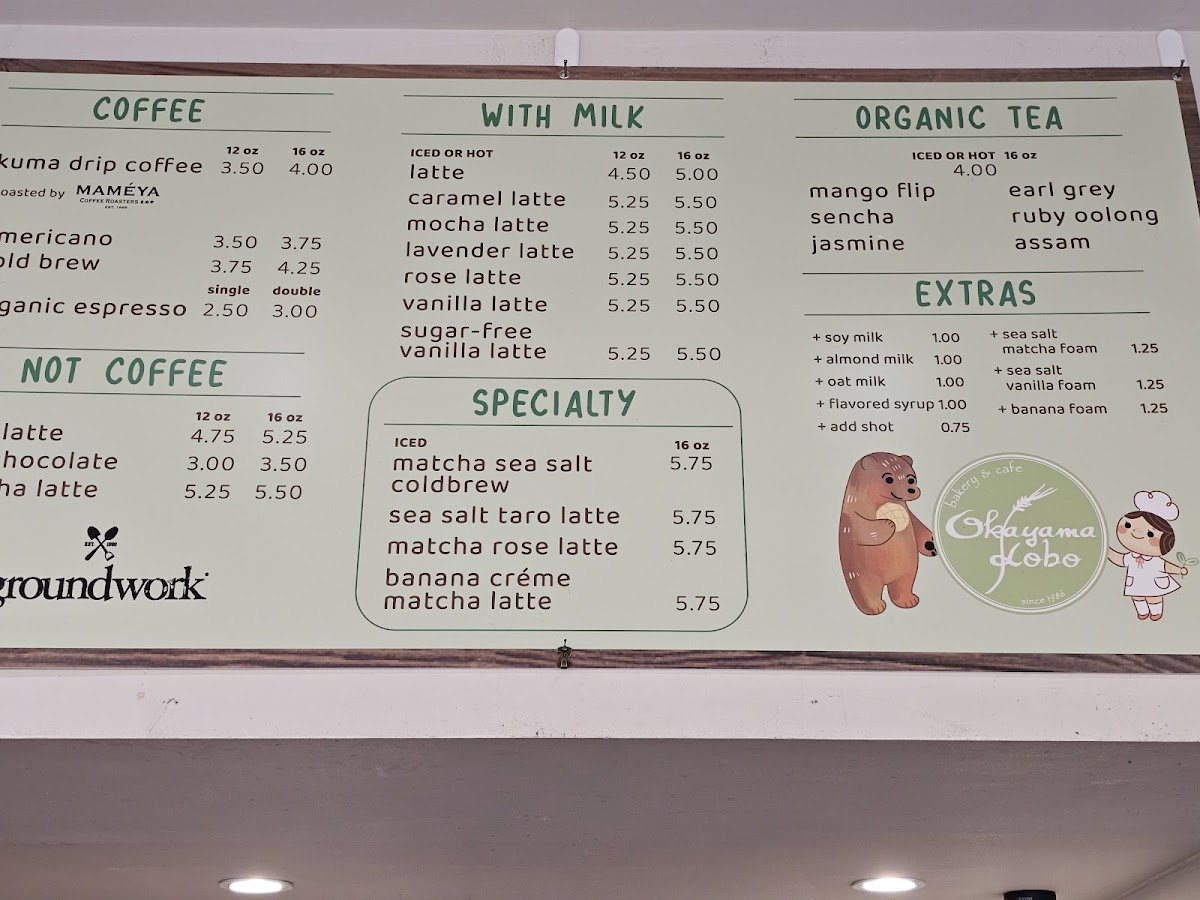 COFFEE
12 oz 16 oz
kuma drip coffee 3.50 4.00
oasted by MAMÉYA
COFFEE ROASTERS
mericano 3.50 3.75
old brew 3.75 4.25
single double
ganic espresso 2.50 3.00
NOT COFFEE
12 oz 16 oz
latte 4.75 5.25
hocolate 3.00 3.50
ha latte 5.25 5.50
EST. 1990
groundwork
WITH MILK
ICED OR HOT 12 oz 16 oz
latte 4.50 5.00
caramel latte 5.25 5.50
mocha latte 5.25 5.50
lavender latte 5.25 5.50
rose latte 5.25 5.50
vanilla latte 5.25 5.50
sugar-free
vanilla latte 5.25 5.50
SPECIALTY
ICED 16 oz
matcha sea salt 5.75
coldbrew
sea salt taro latte 5.75
matcha rose latte 5.75
banana créme
matcha latte 5.75
ORGANIC TEA
ICED OR HOT 16 oz
4.00
mango flip earl grey
sencha ruby oolong
jasmine assam
EXTRAS
+ soy milk 1.00
+ almond milk 1.00
+ oat milk 1.00
+ flavored syrup 1.00
+ add shot 0.75
+ sea salt
matcha foam 1.25
+ sea salt
vanilla foam 1.25
+ banana foam 1.25
bakery & cafe
Okayama
Kobo
since 1986